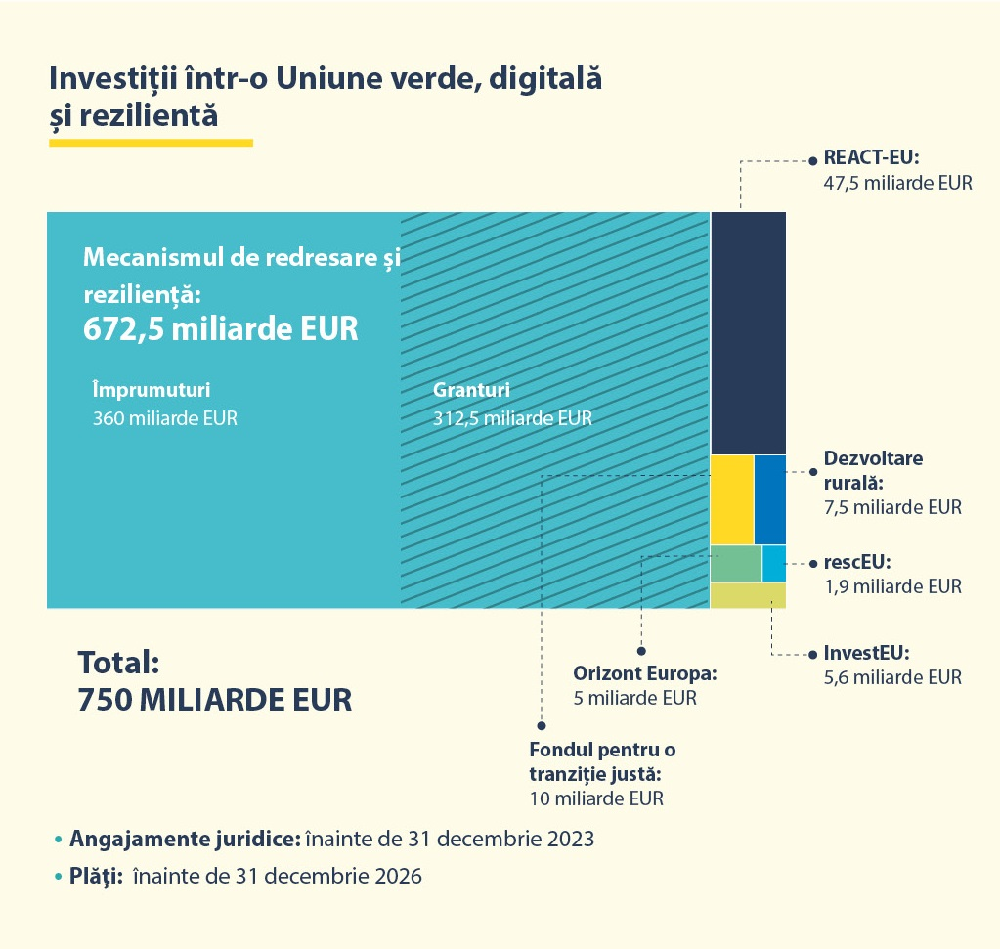 Investiții într-o Uniune verde, digitală
și rezilientă
REACT-EU:
47,5 miliarde EUR
Mecanismul de redresare și
reziliență:
672,5 miliarde EUR
Împrumuturi
360 miliarde EUR
Granturi
312,5 miliarde EUR
Dezvoltare
rurală:
7,5 miliarde EUR
rescEU:
1,9 miliarde EUR
InvestEU:
5,6 miliarde EUR
Orizont Europa:
5 miliarde EUR
Fondul pentru o
tranziție justă:
10 miliarde EUR
Total:
750 MILIARDE EUR
• Angajamente juridice: înainte de 31 decembrie 2023
• Plăți: înainte de 31 decembrie 2026